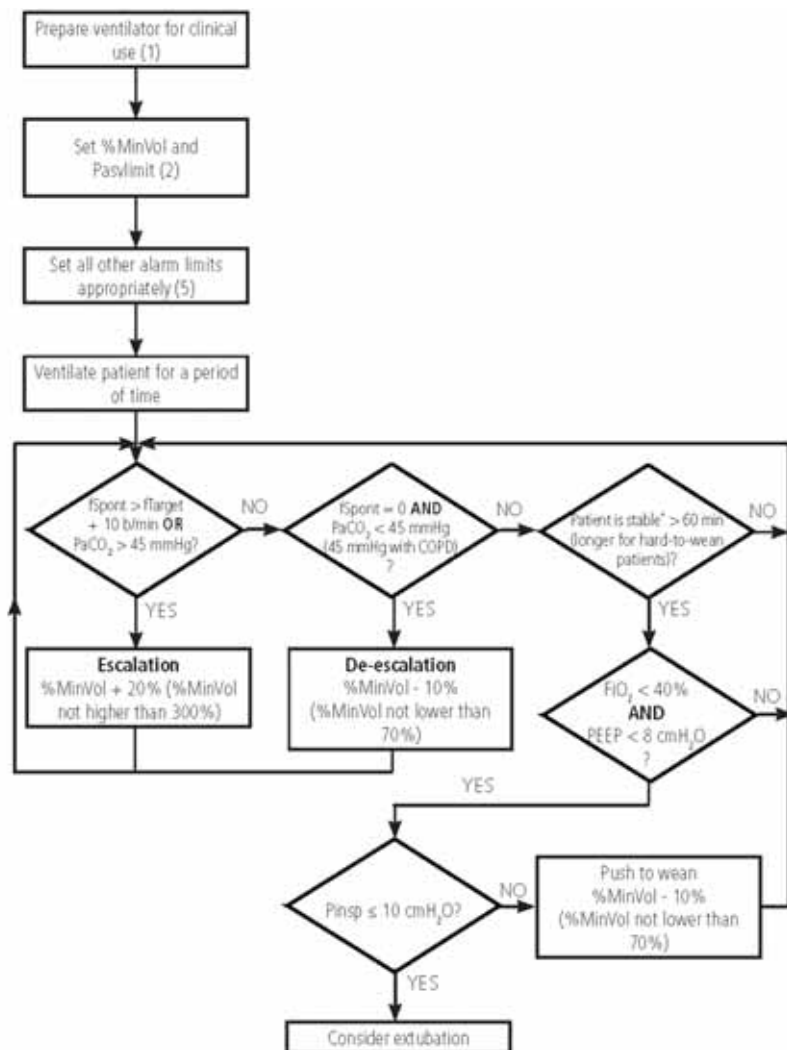 Prepare ventilator for clinical
use (1)
Set %MinVol and
Pasvlimit (2)
Set all other alarm limits
appropriately (5)
Ventilate patient for a period
of time
fSpont > fTarget
+ 10 b/min OR
PaCO₂ > 45 mmHg?
NO
fSpont = 0 AND
PaCO₂ < 45 mmHg
(45 mmHg with COPD)
?
NO
Patient is stable* > 60 min
(longer for hard-to-wean
patients)?
NO
YES
YES
YES
Escalation
%MinVol + 20% (%MinVol
not higher than 300%)
De-escalation
%MinVol - 10%
(%MinVol not lower than
70%)
FiO₂ < 40%
AND
PEEP < 8 cmH₂O
?
NO
YES
Pinsp ≤ 10 cmH₂O?
NO
Push to wean
%MinVol - 10%
(%MinVol not lower than
70%)
YES
Consider extubation